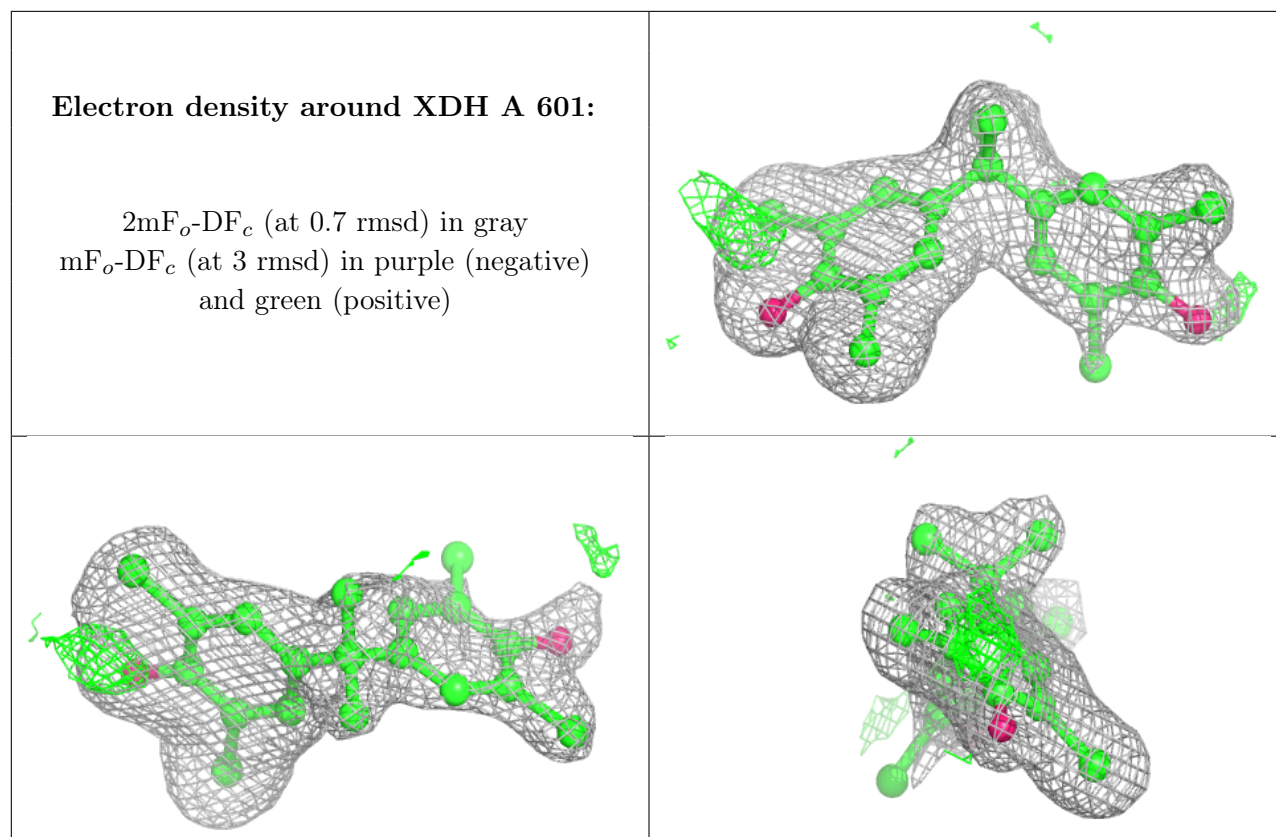 Electron density around XDH A 601:
2mFo-DFc (at 0.7 rmsd) in gray
mFo-DFc (at 3 rmsd) in purple (negative)
and green (positive)